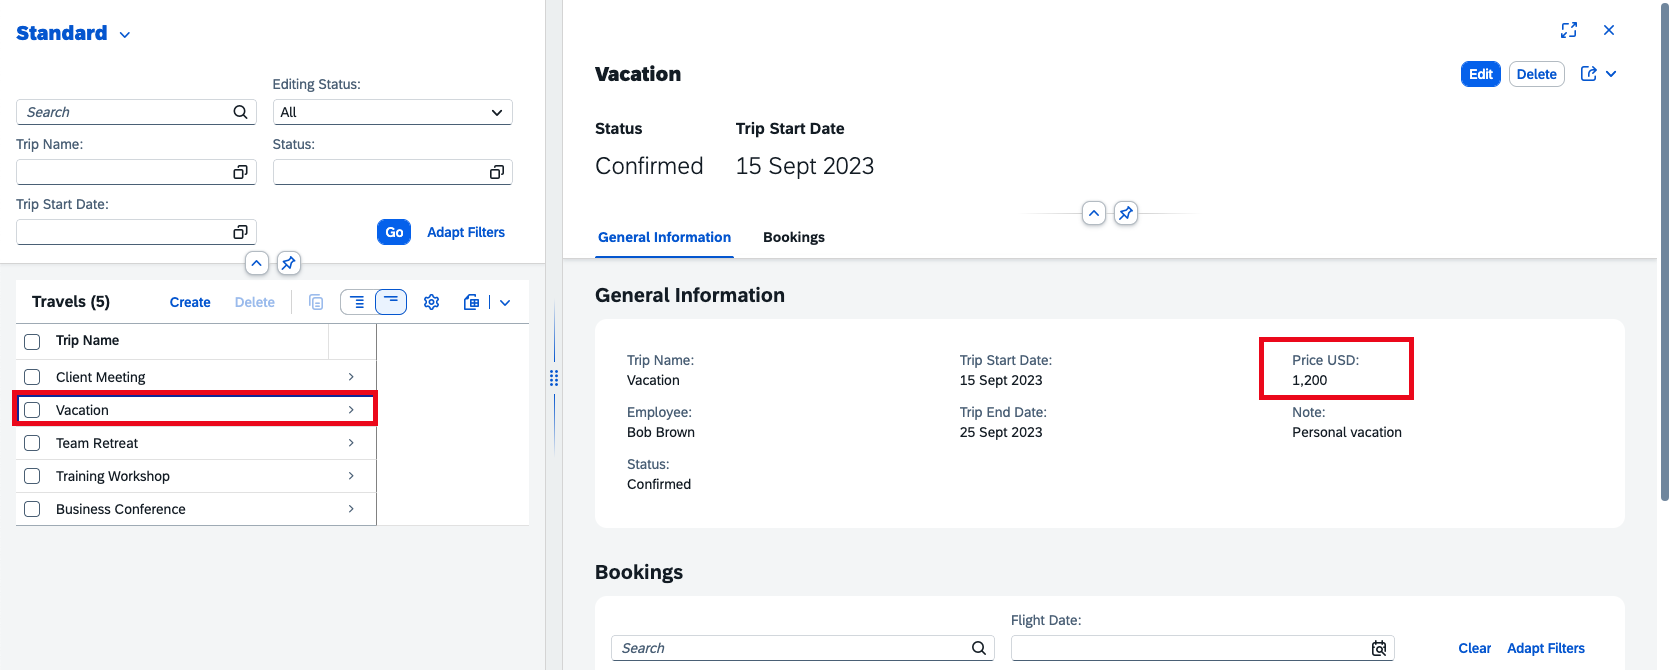 Standard
Editing Status:
Search
All
Trip Name:
Status:
Trip Start Date:
Go
Adapt Filters
Travels (5)
Create
Delete
Trip Name
Client Meeting
Vacation
Team Retreat
Training Workshop
Business Conference
Vacation
Edit
Delete
Status
Trip Start Date
Confirmed
15 Sept 2023
General Information
Bookings
General Information
Trip Name:
Vacation
Trip Start Date:
15 Sept 2023
Price USD:
1,200
Employee:
Bob Brown
Trip End Date:
25 Sept 2023
Note:
Personal vacation
Status:
Confirmed
Bookings
Flight Date:
Search
Clear
Adapt Filters